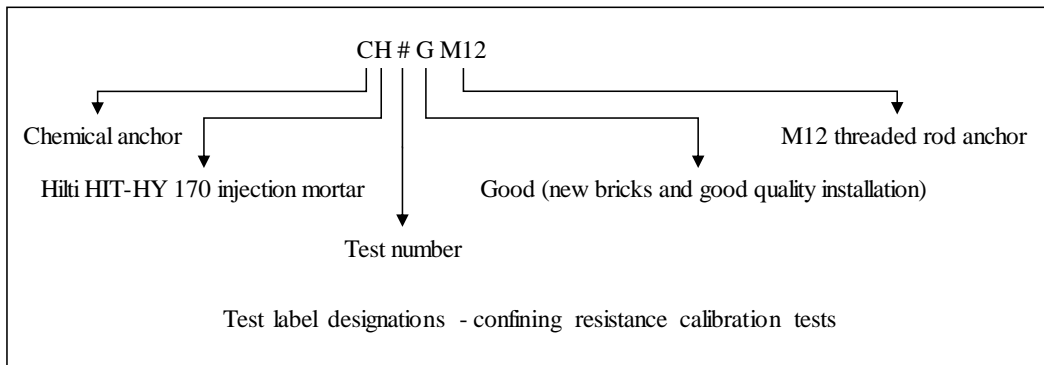 CH # G M12
Chemical anchor
M12 threaded rod anchor
Hilti HIT-HY 170 injection mortar
Good (new bricks and good quality installation)
Test number
Test label designations - confining resistance calibration tests